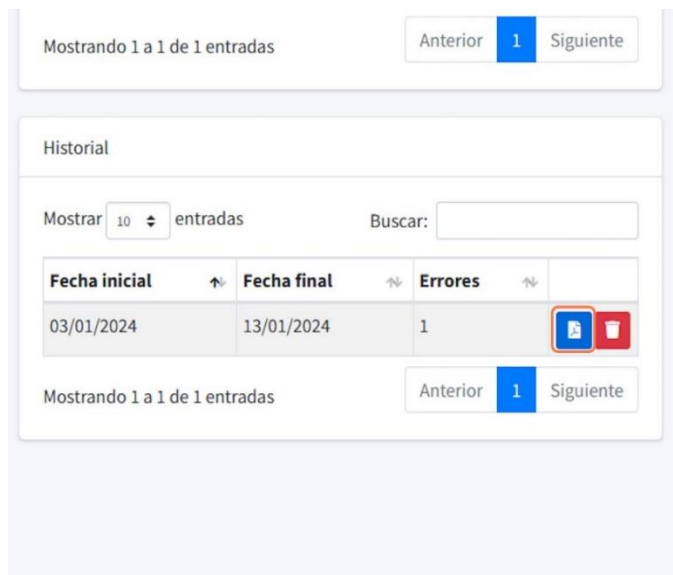 Mostrando 1 a 1 de 1 entradas
Anterior 1 Siguiente
Historial
Mostrar 10 entradas Buscar:
Fecha inicial Fecha final Errores
03/01/2024 13/01/2024 1
Mostrando 1 a 1 de 1 entradas
Anterior 1 Siguiente